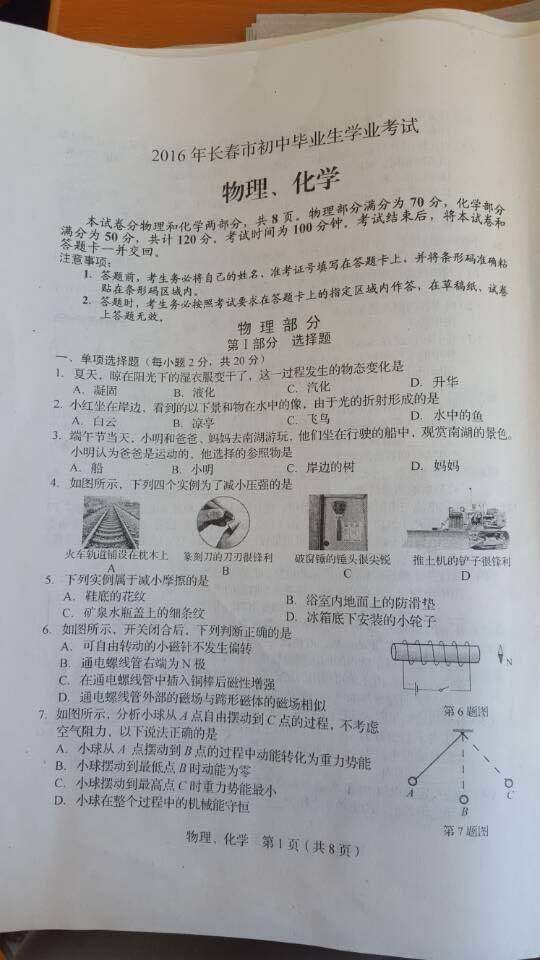 2016 年长春市初中毕业生学业考试
物理、化学
本试卷分物理和化学两部分，共 8 页。物理部分满分为 70 分，化学部分
满分为 50 分，共计 120 分。考试时间为 100 分钟。考试结束后，将本试卷和
答题卡一并交回。
注意事项：
1. 答题前，考生务必将自己的姓名、准考证号填写在答题卡上，并将条形码准确粘
贴在条形码区域内。
2. 答题时，考生务必按照考试要求在答题卡上的指定区域内作答，在草稿纸、试卷
上答题无效。
物 理 部 分
第Ⅰ部分 选择题
一、单项选择题（每小题 2 分，共 20 分）
1. 夏天，晾在阳光下的湿衣服变干了，这一过程发生的物态变化是
A. 凝固 B. 液化 C. 汽化 D. 升华
2. 小红坐在岸边，看到的以下景和物在水中的像，由于光的折射形成的是
A. 白云 B. 凉亭 C. 飞鸟 D. 水中的鱼
3. 端午节当天，小明和爸爸、妈妈去南湖游玩，他们坐在行驶的船中，观赏南湖的景色。
小明认为爸爸是运动的，他选择的参照物是
A. 船 B. 小明 C. 岸边的树 D. 妈妈
4. 如图所示，下列四个实例为了减小压强的是
火车轨道铺设在枕木上 篆刻刀的刀刃很锋利 破窗锤的锤头很尖锐 推土机的铲子很锋利
A B C D
5. 下列实例属于减小摩擦的是
A. 鞋底的花纹 B. 浴室内地面上的防滑垫
C. 矿泉水瓶盖上的细条纹 D. 冰箱底下安装的小轮子
6. 如图所示，开关闭合后，下列判断正确的是
A. 可自由转动的小磁针不发生偏转
B. 通电螺线管右端为 N 极
C. 在通电螺线管中插入铜棒后磁性增强
D. 通电螺线管外部的磁场与蹄形磁体的磁场相似
N
第 6 题图
7. 如图所示，分析小球从 A 点自由摆动到 C 点的过程，不考虑
空气阻力，以下说法正确的是
A. 小球从 A 点摆动到 B 点的过程中动能转化为重力势能
B. 小球摆动到最低点 B 时动能为零
C. 小球摆动到最高点 C 时重力势能最小
D. 小球在整个过程中的机械能守恒
A B C
第 7 题图
物理、化学 第 1 页（共 8 页）